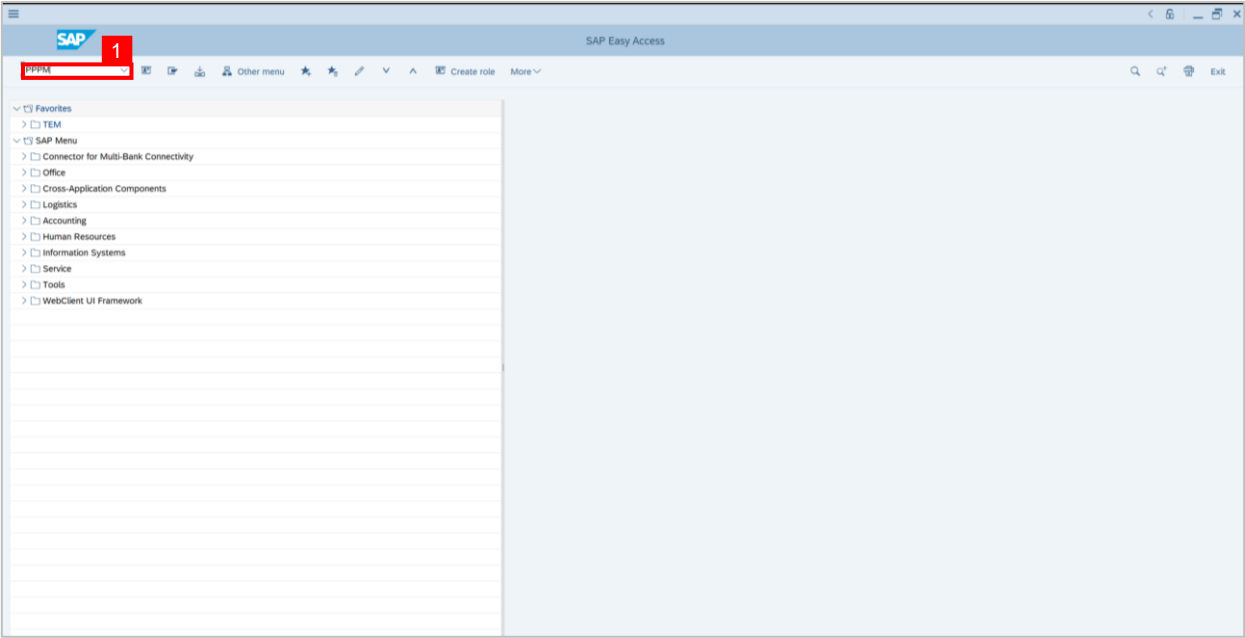 SAP
SAP Easy Access
1
PPPM
Other menu
Create role
More
Exit
Favorites
TEM
SAP Menu
Connector for Multi-Bank Connectivity
Office
Cross-Application Components
Logistics
Accounting
Human Resources
Information Systems
Service
Tools
WebClient UI Framework